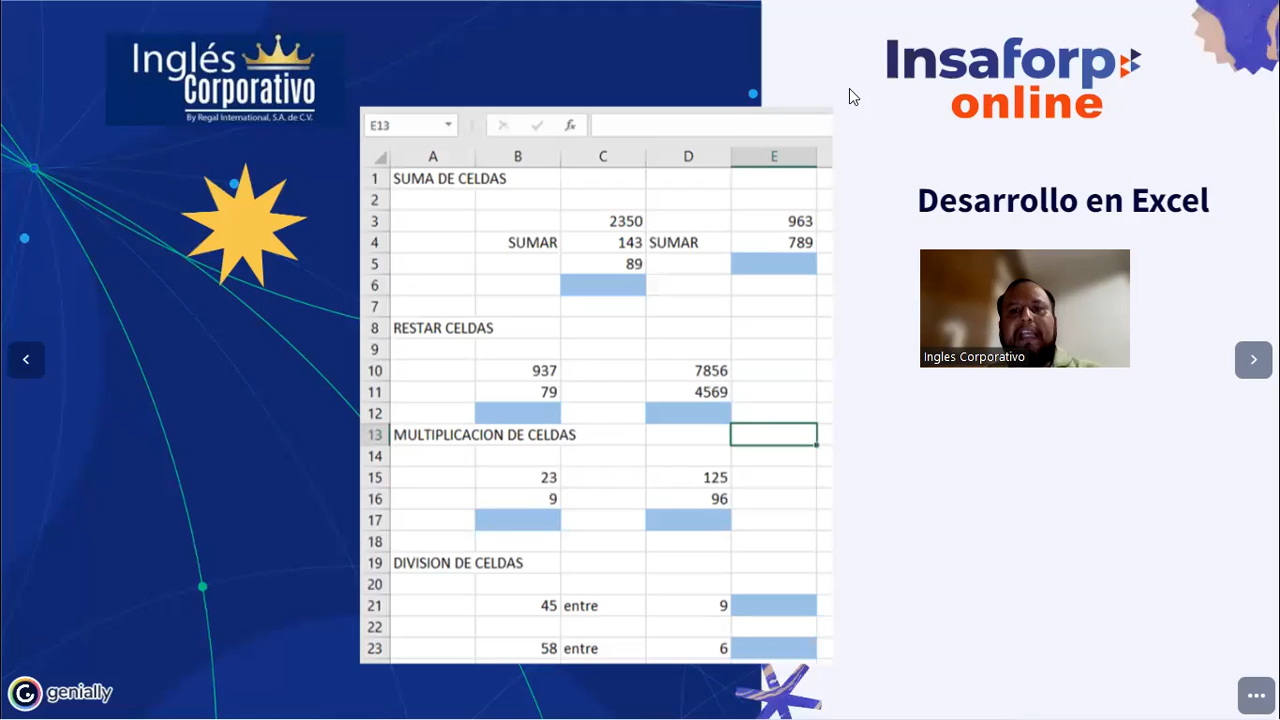 Inglés
Corporativo
By Regal International, S.A. de C.V.
Insaforp
online
Desarrollo en Excel
Ingles Corporativo
E13 fx
A B C D E
1 SUMA DE CELDAS
2
3 2350 963
4 SUMAR 143 SUMAR 789
5 89
6
7
8 RESTAR CELDAS
9
10 937 7856
11 79 4569
12
13 MULTIPLICACION DE CELDAS
14
15 23 125
16 9 96
17
18
19 DIVISION DE CELDAS
20
21 45 entre 9
22
23 58 entre 6
genially